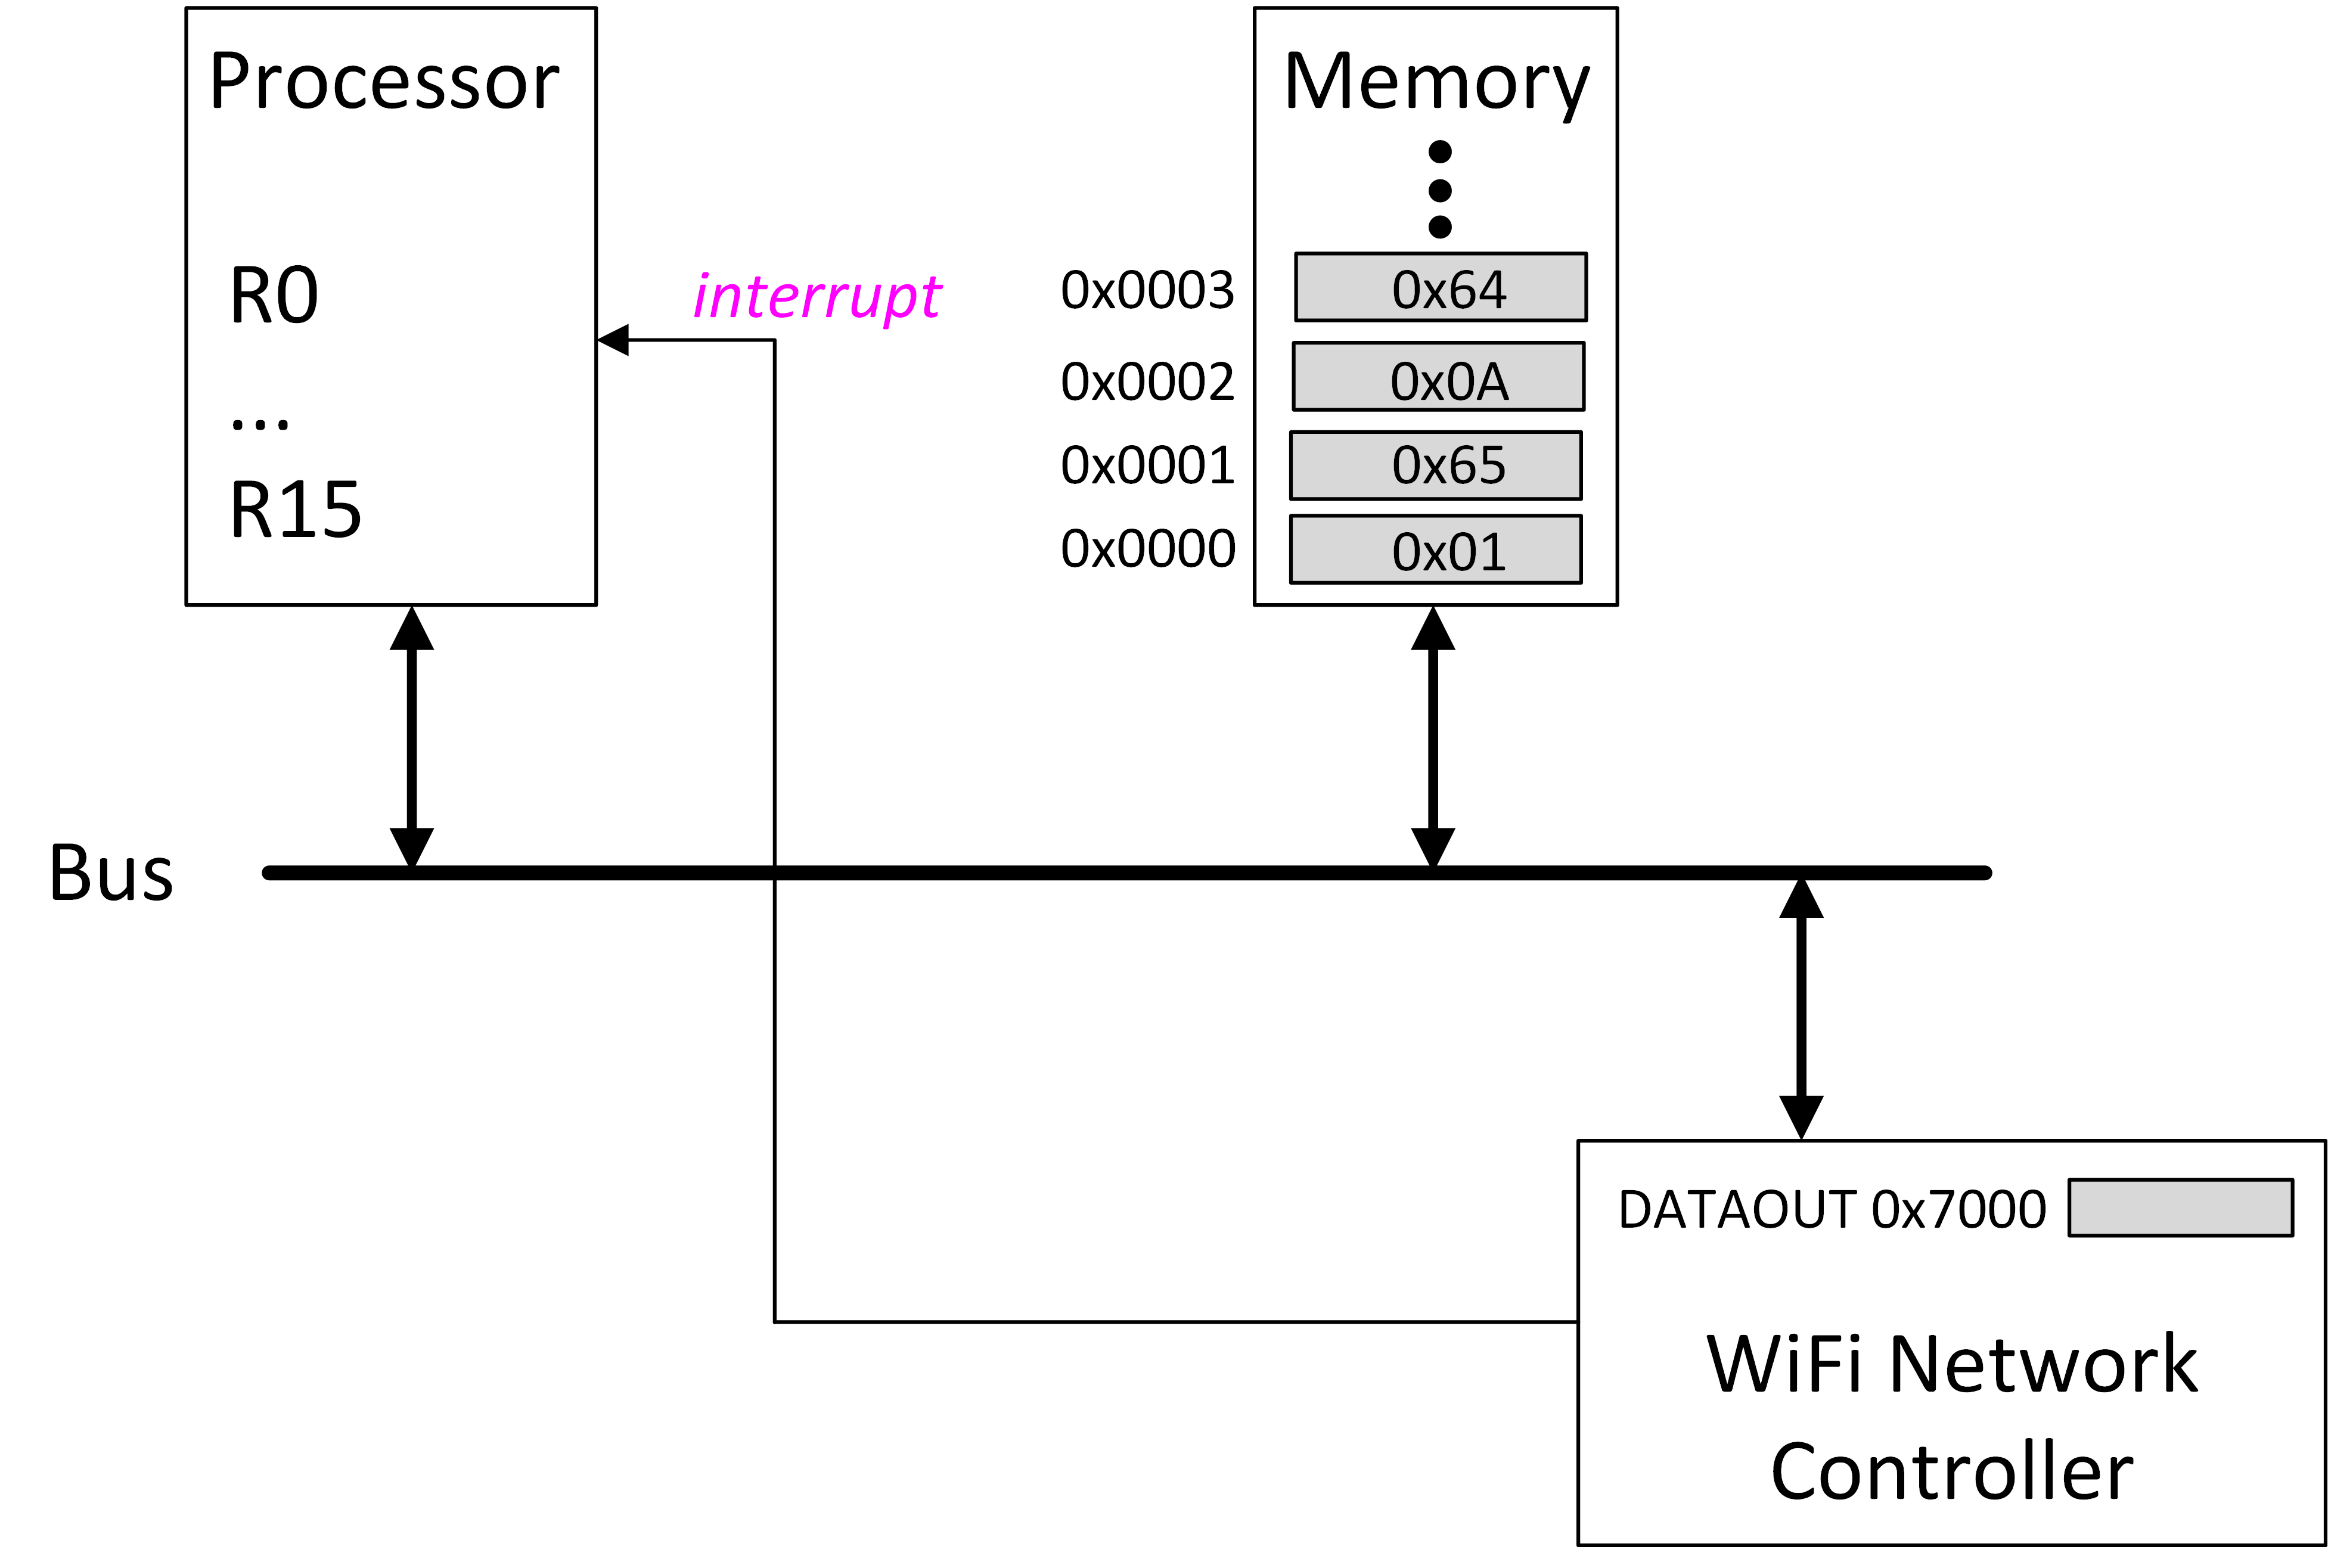 Processor
R0
...
R15
interrupt
Memory
0x0003 0x64
0x0002 0x0A
0x0001 0x65
0x0000 0x01
Bus
DATAOUT 0x7000
WiFi Network
Controller